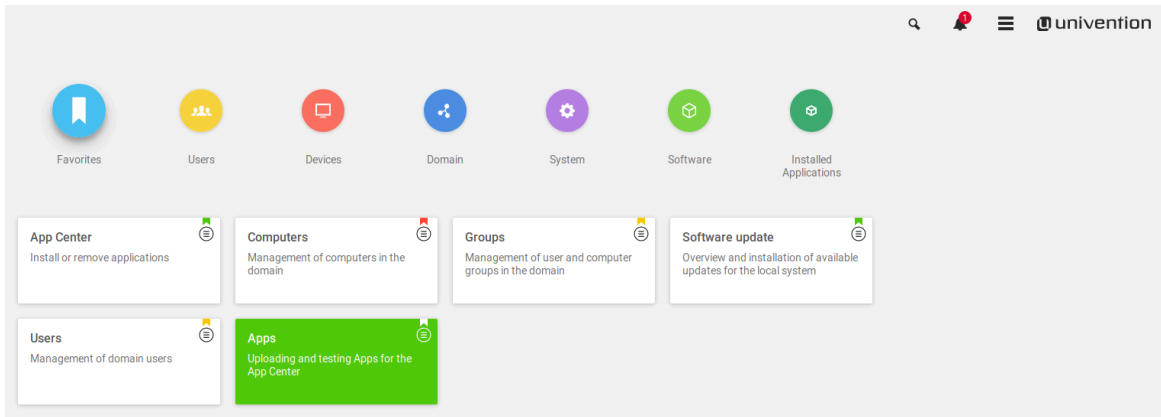 1
univention
Favorites
Users
Devices
Domain
System
Software
Installed
Applications
App Center
Install or remove applications
Computers
Management of computers in the
domain
Groups
Management of user and computer
groups in the domain
Software update
Overview and installation of available
updates for the local system
Users
Management of domain users
Apps
Uploading and testing Apps for the
App Center